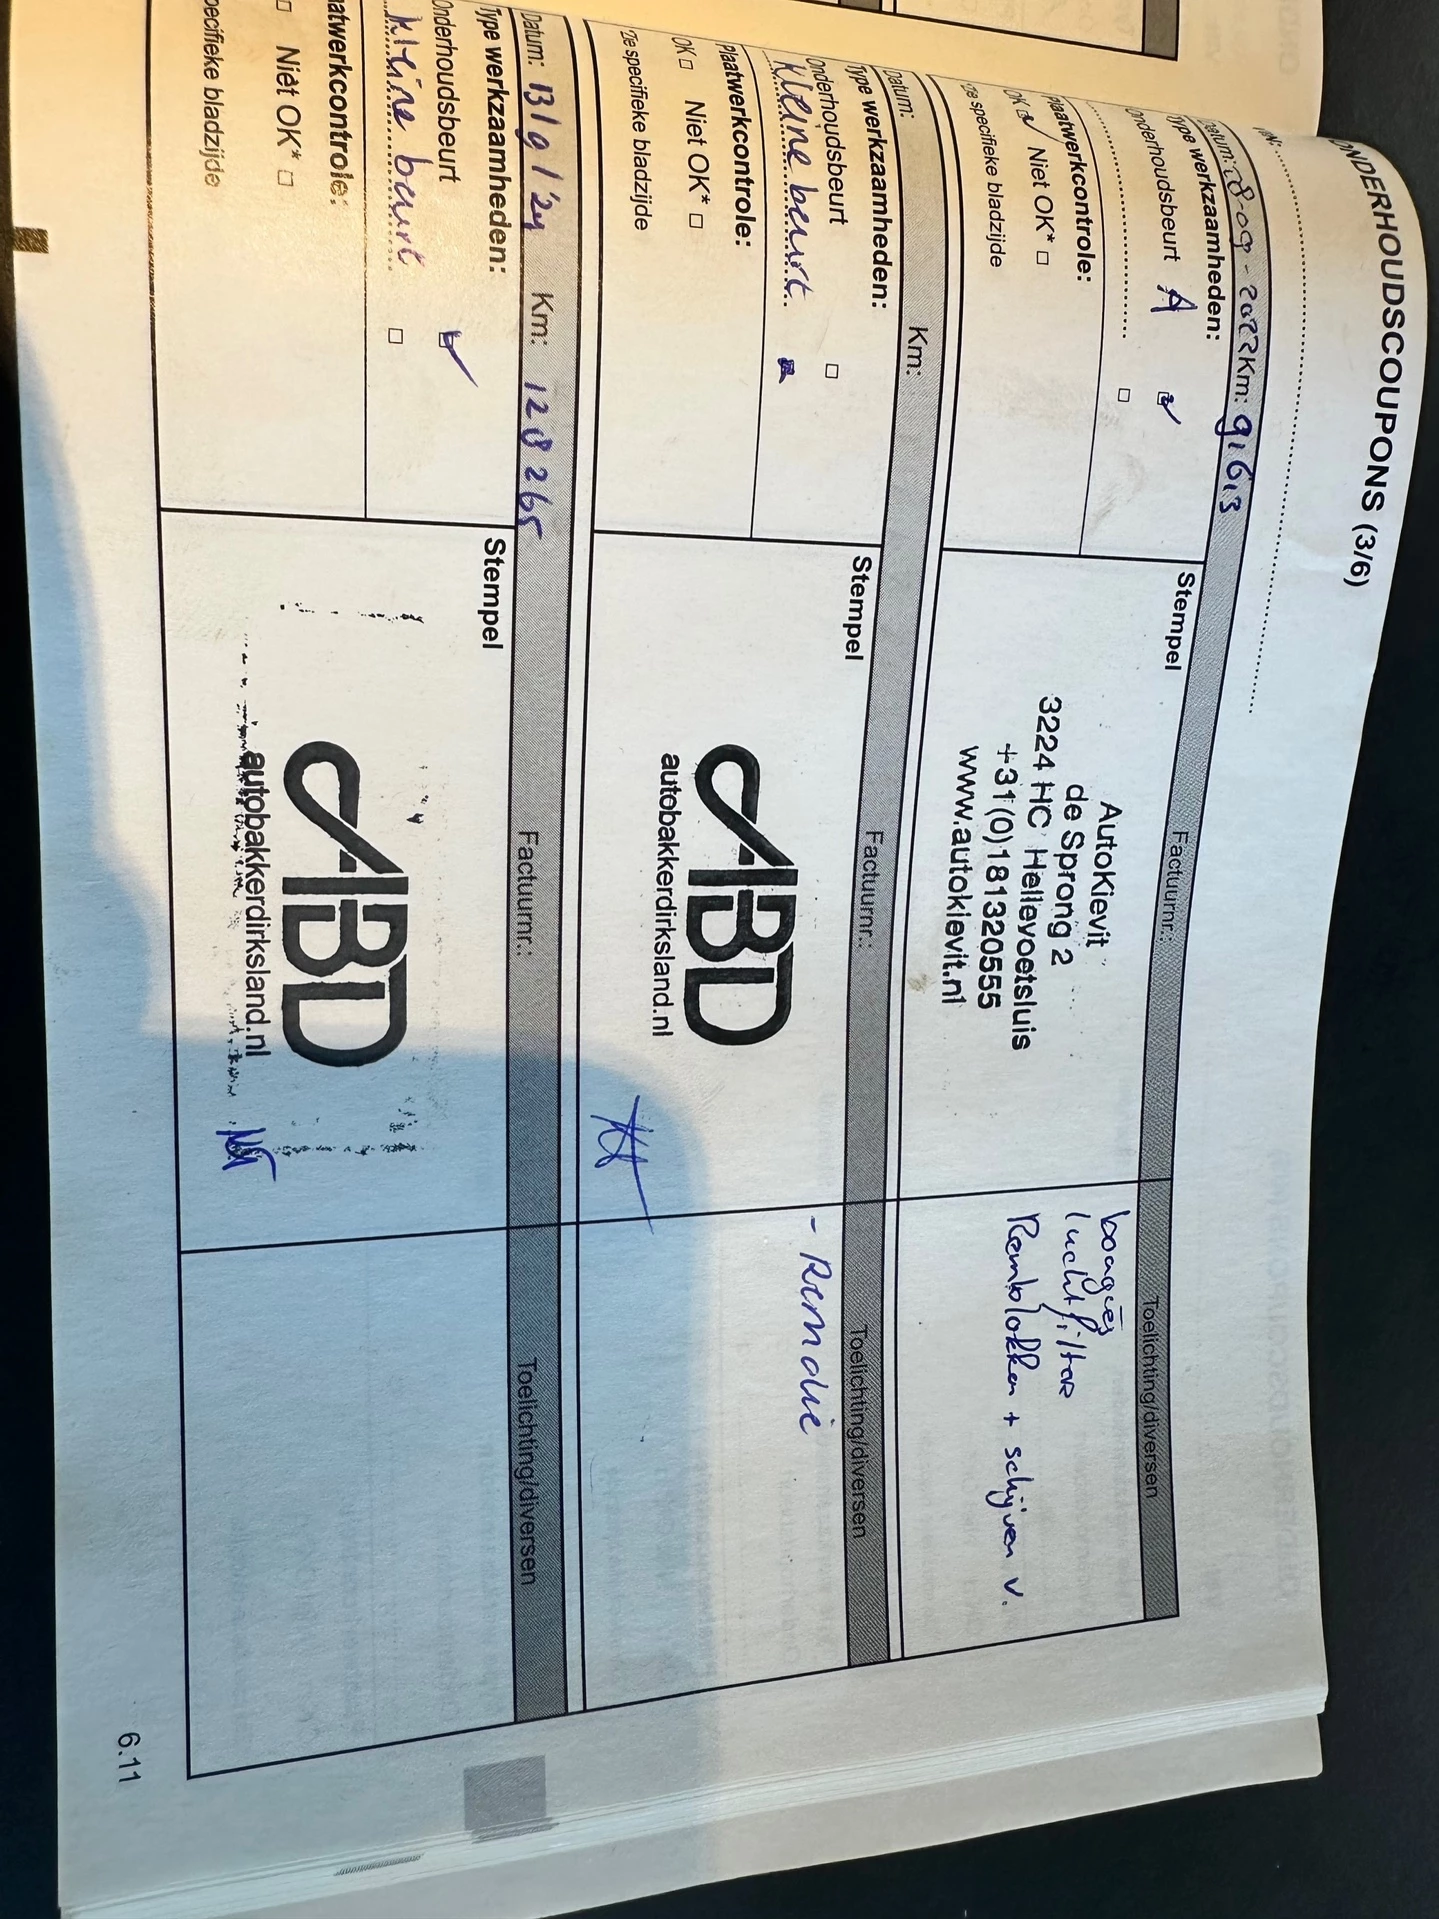 ONDERHOUDSCOUPONS (3/6)
Datum: 18-09-2022 Km: 91613
Factuurnr.:
Toelichting/diversen
Type werkzaamheden:
Onderhoudsbeurt A
Plaatwerkcontrole:
OK Niet OK*
Zie specifieke bladzijde
Stempel
AutoKievit
de Sprong 2
3224 HC Hellevoetsluis
+31(0)181320555
www.autokievit.nl
bougies
luchtfilter
Remblokken + schijven v.
Datum: Km:
Factuurnr.:
Toelichting/diversen
Type werkzaamheden:
Onderhoudsbeurt
Kleine beurt
Plaatwerkcontrole:
OK Niet OK*
Zie specifieke bladzijde
Stempel
ABD
autobakkerdirksland.nl
Datum: 13/9/'24 Km: 128265
Factuurnr.:
Toelichting/diversen
Type werkzaamheden:
Onderhoudsbeurt
Kleine beurt
aatwerkcontrole:
Niet OK*
pecifieke bladzijde
Stempel
ABD
autobakkerdirksland.nl
6.11